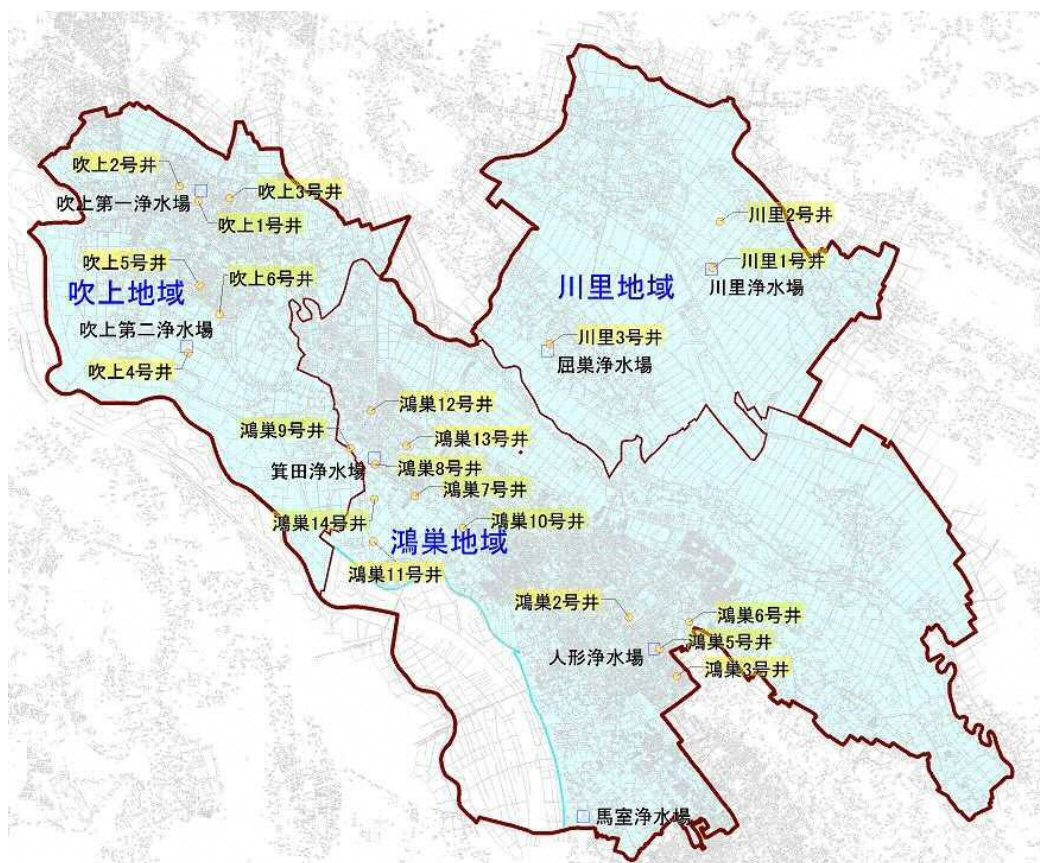 吹上2号井
吹上3号井
吹上第一浄水場
吹上1号井
川里2号井
吹上5号井
川里1号井
吹上6号井
吹上地域
川里地域
川里浄水場
吹上第二浄水場
川里3号井
屈巣浄水場
吹上4号井
鴻巣12号井
鴻巣9号井
鴻巣13号井
箕田浄水場
鴻巣8号井
鴻巣7号井
鴻巣14号井
鴻巣10号井
鴻巣地域
鴻巣11号井
鴻巣2号井
鴻巣6号井
鴻巣5号井
人形浄水場
鴻巣3号井
馬室浄水場